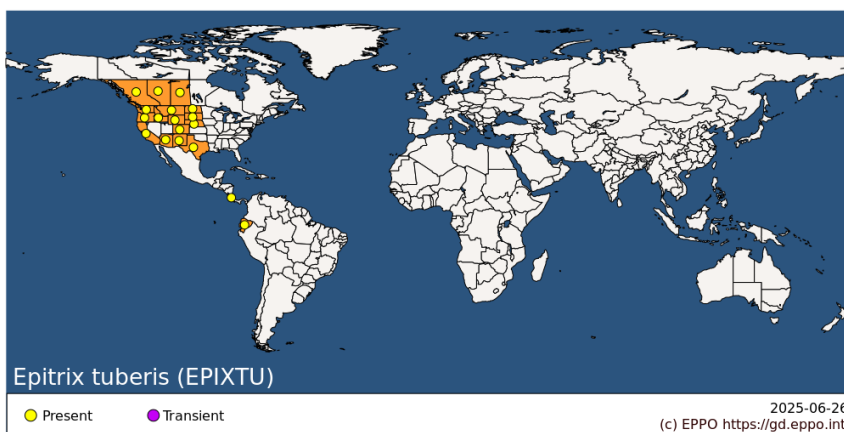 Epitrix tuberis (EPIXTU)
Present
Transient
2025-06-26
(c) EPPO https://gd.eppo.int